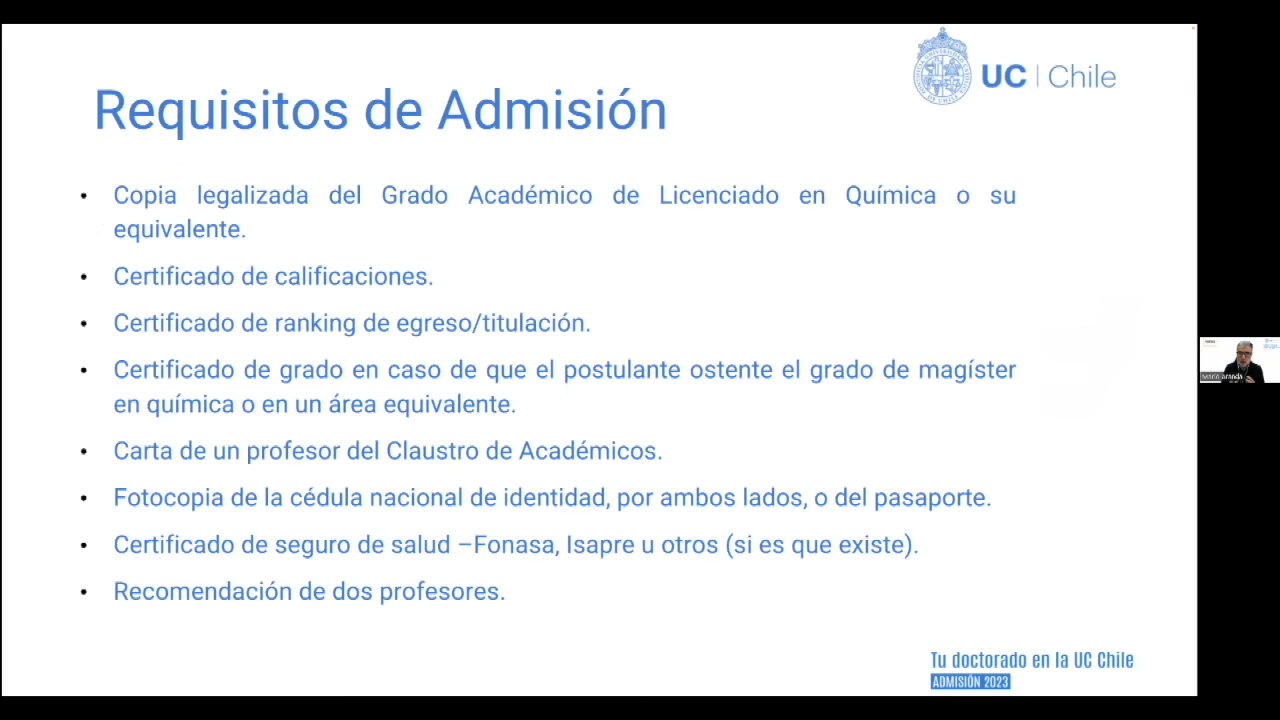 UC | Chile
Requisitos de Admisión
• Copia legalizada del Grado Académico de Licenciado en Química o su
equivalente.
• Certificado de calificaciones.
• Certificado de ranking de egreso/titulación.
• Certificado de grado en caso de que el postulante ostente el grado de magíster
en química o en un área equivalente.
• Carta de un profesor del Claustro de Académicos.
• Fotocopia de la cédula nacional de identidad, por ambos lados, o del pasaporte.
• Certificado de seguro de salud –Fonasa, Isapre u otros (si es que existe).
• Recomendación de dos profesores.
Tu doctorado en la UC Chile
ADMISIÓN 2023